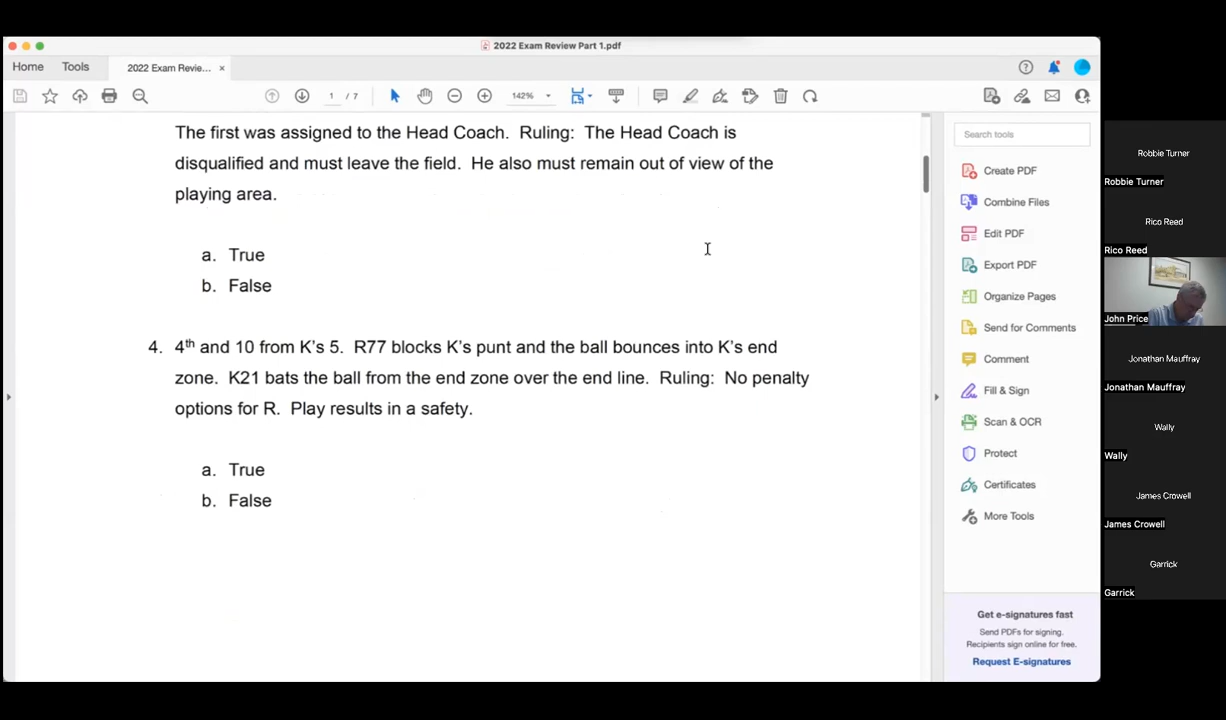 2022 Exam Review Part 1.pdf
Home Tools 2022 Exam Revie... ×
1 / 7 142%
The first was assigned to the Head Coach. Ruling: The Head Coach is
disqualified and must leave the field. He also must remain out of view of the
playing area.
a. True
b. False
4. 4th and 10 from K's 5. R77 blocks K's punt and the ball bounces into K's end
zone. K21 bats the ball from the end zone over the end line. Ruling: No penalty
options for R. Play results in a safety.
a. True
b. False
Search tools
Create PDF
Combine Files
Edit PDF
Export PDF
Organize Pages
Send for Comments
Comment
Fill & Sign
Scan & OCR
Protect
Certificates
More Tools
Get e-signatures fast
Send PDFs for signing.
Recipients sign online for free.
Request E-signatures
Robbie Turner
Robbie Turner
Rico Reed
Rico Reed
John Price
Jonathan Mauffray
Jonathan Mauffray
Wally
Wally
James Crowell
James Crowell
Garrick
Garrick